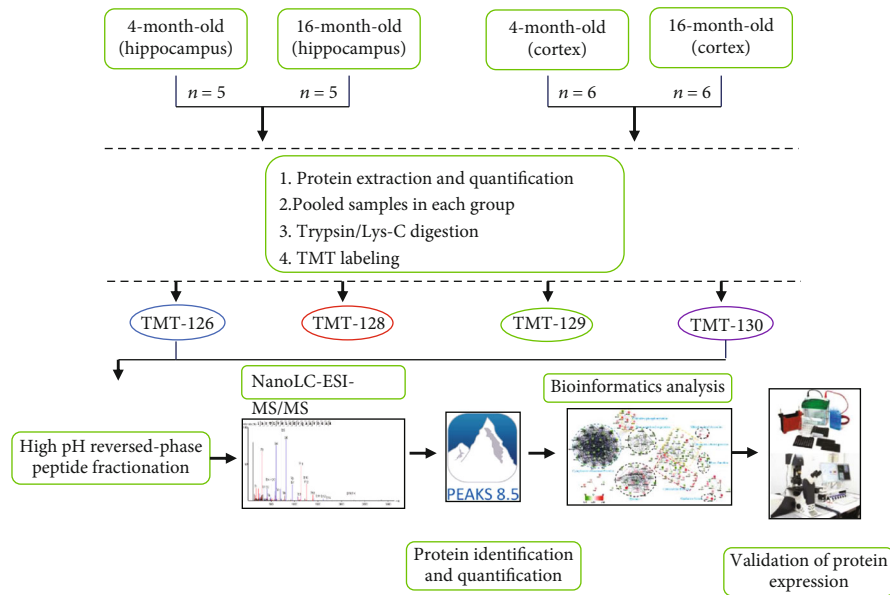 4-month-old
(hippocampus)
16-month-old
(hippocampus)
4-month-old
(cortex)
16-month-old
(cortex)
n = 5
n = 5
n = 6
n = 6
1. Protein extraction and quantification
2.Pooled samples in each group
3. Trypsin/Lys-C digestion
4. TMT labeling
TMT-126
TMT-128
TMT-129
TMT-130
NanoLC-ESI-
MS/MS
Bioinformatics analysis
High pH reversed-phase
peptide fractionation
PEAKS 8.5
Protein identification
and quantification
Validation of protein
expression